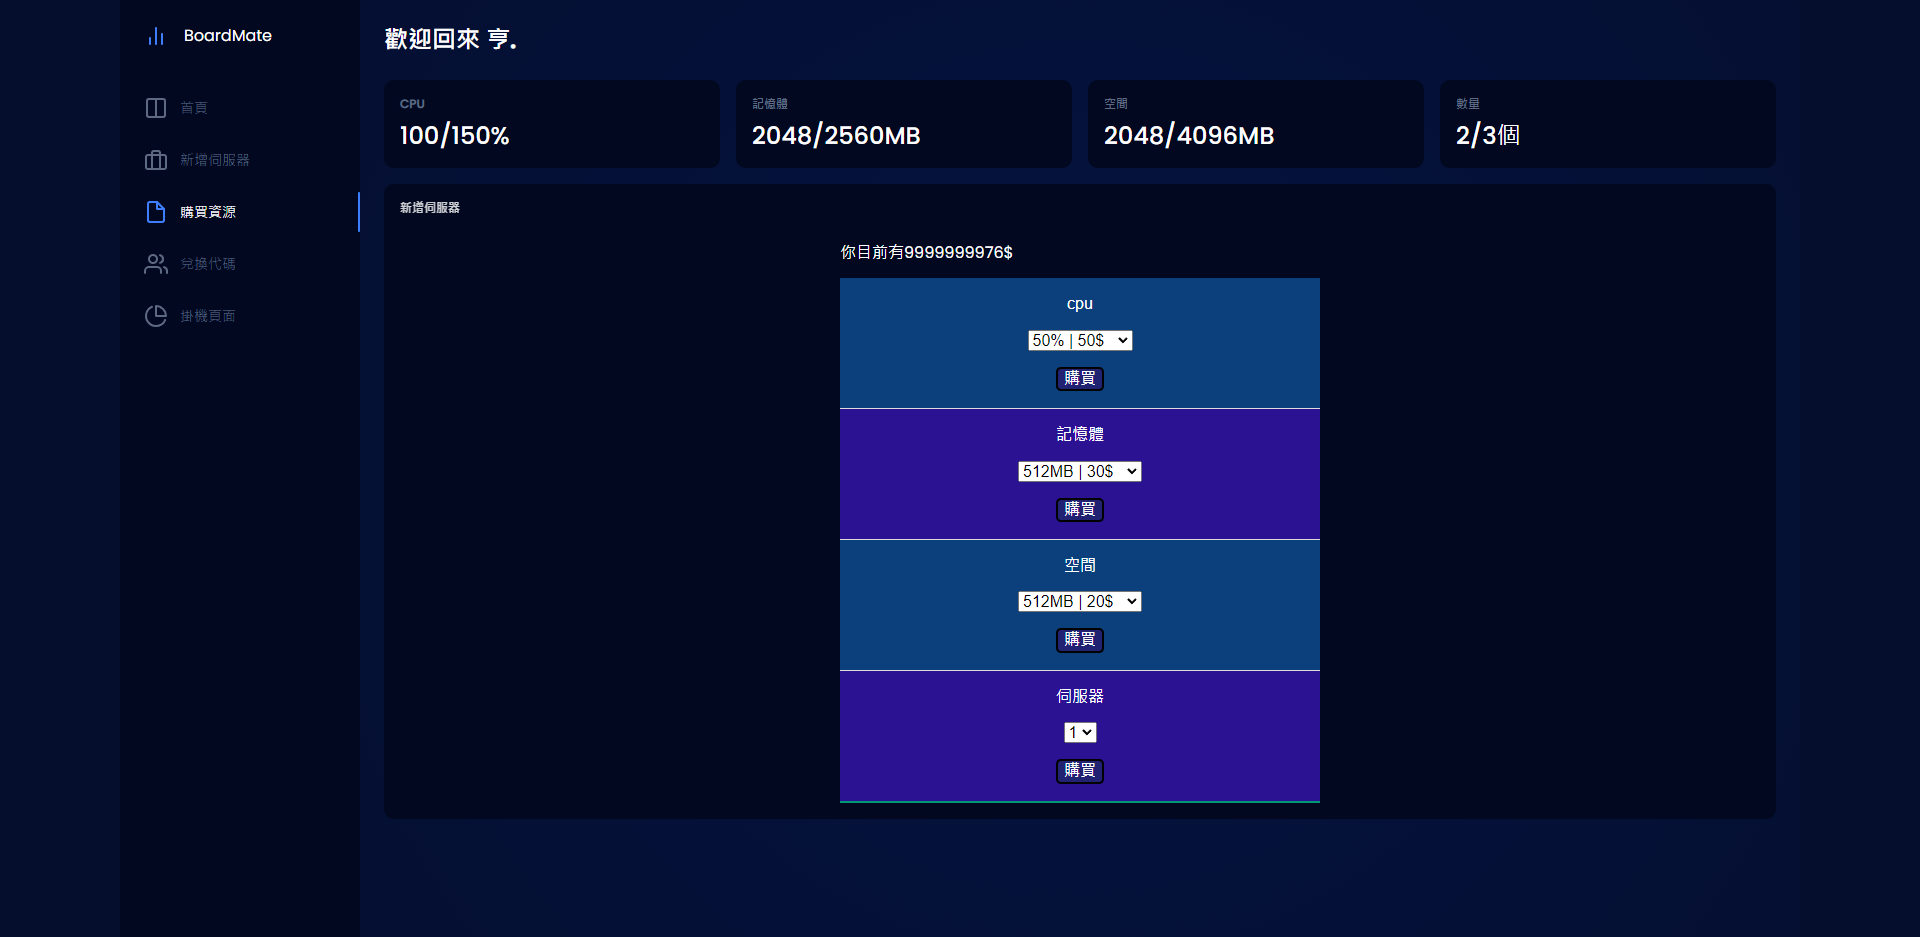 BoardMate
首頁
新增伺服器
購買資源
兌換代碼
掛機頁面
歡迎回來 亨.
CPU
100/150%
記憶體
2048/2560MB
空間
2048/4096MB
數量
2/3個
新增伺服器
你目前有9999999976$
cpu
50% | 50$
購買
記憶體
512MB | 30$
購買
空間
512MB | 20$
購買
伺服器
1
購買